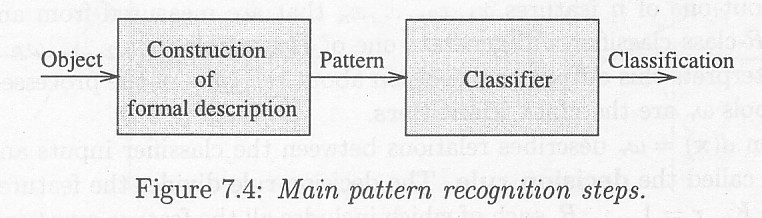 Object
Construction
of
formal description
Pattern
Classifier
Classification
Figure 7.4: Main pattern recognition steps.